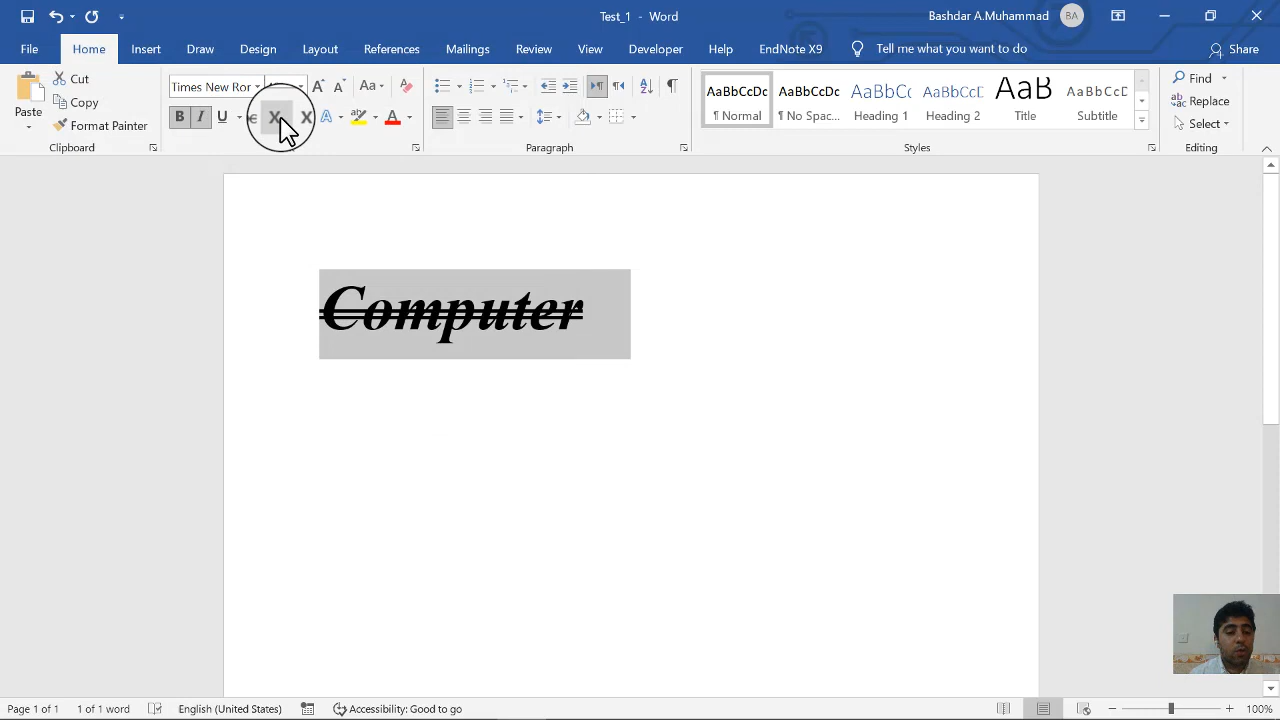 Test_1 - Word
Bashdar A.Muhammad
BA
File Home Insert Draw Design Layout References Mailings Review View Developer Help EndNote X9 Tell me what you want to do
Share
Paste
Cut
Copy
Format Painter
Clipboard
Times New Ror
Aa
B I U
X
A
A
Paragraph
AaBbCcDc
¶ Normal
AaBbCcDc
¶ No Spac...
AaBbCc
Heading 1
AaBbCcD
Heading 2
AaB
Title
AaBbCcD
Subtitle
Styles
Find
Replace
Select
Editing
Computer
Page 1 of 1 1 of 1 word English (United States) Accessibility: Good to go
100%